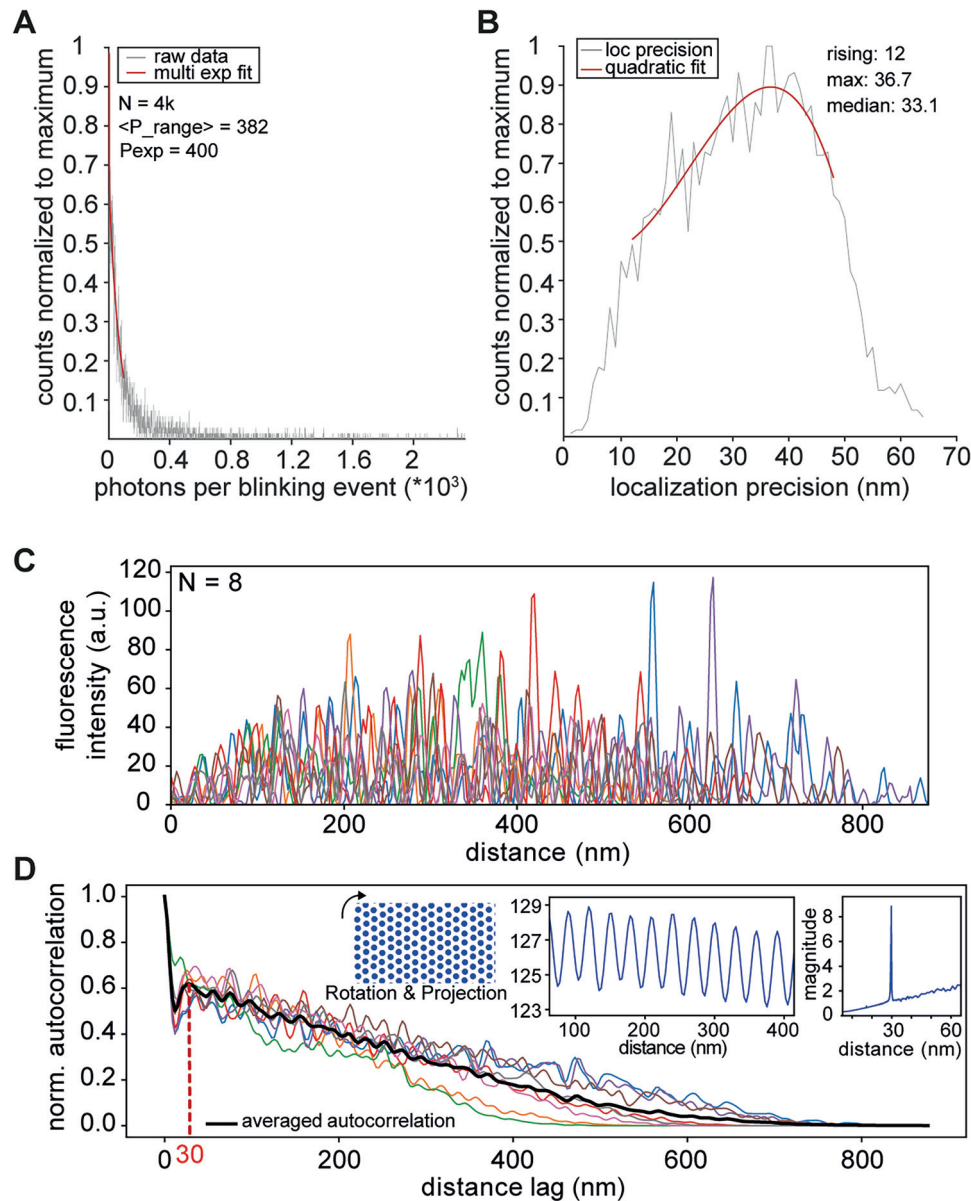 A
raw data
multi exp fit
N = 4k
<P_range> = 382
Pexp = 400
counts normalized to maximum
1
0.9
0.8
0.7
0.6
0.5
0.4
0.3
0.2
0.1
0 0.4 0.8 1.2 1.6 2
photons per blinking event (*10³)
B
loc precision
quadratic fit
rising: 12
max: 36.7
median: 33.1
counts normalized to maximum
1
0.9
0.8
0.7
0.6
0.5
0.4
0.3
0.2
0.1
0 10 20 30 40 50 60 70
localization precision (nm)
C
N = 8
fluorescence
intensity (a.u.)
120
100
80
60
40
20
0
0 200 400 600 800
distance (nm)
D
norm. autocorrelation
1.0
0.8
0.6
0.4
0.2
0.0
Rotation & Projection
129
127
125
123
100 200 300 400
distance (nm)
magnitude
8
6
4
2
0
30 60
distance (nm)
averaged autocorrelation
0 30 200 400 600 800
distance lag (nm)